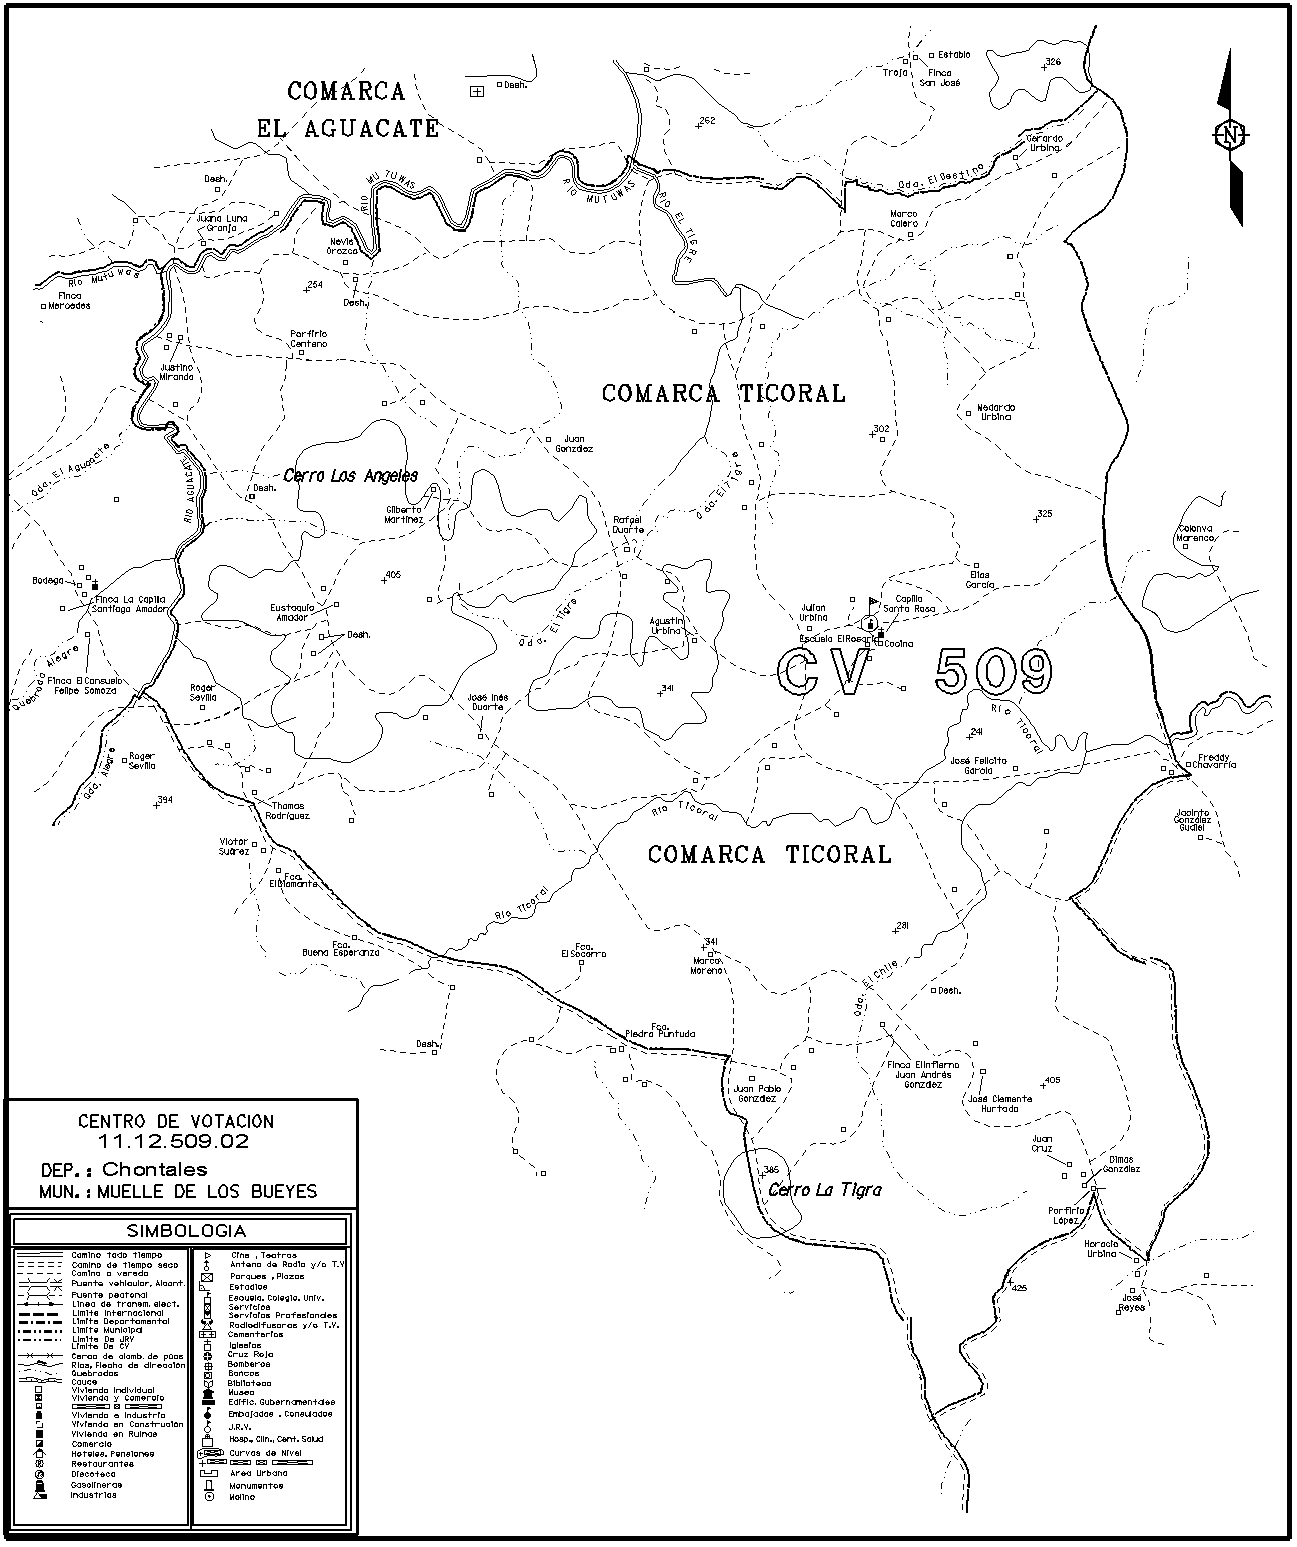 COMARCA
EL AGUACATE
Desh.
Establo
Troja
Finca
San José
326
262
N
Gerardo
Urbina
Qda. El Destino
RIO MUTUWAS
RIO MUTUWAS
RIO EL TIGRE
Desh.
Juana Luna
Granja
Marco
Calero
Nevie
Orozco
Rio Mutuwas
Finca
Mercedes
254
Desh.
Porfirio
Centeno
Justino
Miranda
COMARCA TICORAL
Medardo
Urbina
302
Juan
González
Qda. El Aguacate
Cerro Los Angeles
Qda. El Tigre
Desh.
RIO AGUACATE
Gilberto
Martínez
Rafael
Duarte
325
Colonva
Marenco
Bodega
405
Elías
García
Finca La Capilla
Santiago Amador
Eustaquio
Amador
Desh.
Qda. El Tigre
Agustin
Urbina
Julian
Urbina
Capilla
Santa Rosa
Escuela El Rosario
Cocina
Quebrada Alegre
Finca El Consuelo
Felipe Somoza
CV 509
Roger
Sevilla
341
José Inés
Duarte
Río Ticoral
241
Roger
Sevilla
Qda. Alegre
José Felicito
García
Freddy
Chavarría
394
Thomas
Rodríguez
Río Ticoral
Jacinto
González
Gudiel
Victor
Suárez
COMARCA TICORAL
Fca.
El Diamante
Río Ticoral
281
Fca.
Buena Esperanza
Fca.
El Socorro
341
Marco
Moreno
Qda. El Chile
Desh.
Fca.
Piedra Puntuda
Desh.
Finca El Infierno
Juan Andrés
González
Juan Pablo
González
405
José Clemente
Hurtado
Juan
Cruz
Dimas
González
385
Cerro La Tigra
Porfirio
López
Horacio
Urbina
425
José
Reyes
CENTRO DE VOTACION
11.12.509.02
DEP.: Chontales
MUN.: MUELLE DE LOS BUEYES
SIMBOLOGIA
Camino todo tiempo
Camino de tiempo seco
Camino o vereda
Puente vehicular, Alcant.
Puente peatonal
Linea de transm. elect.
Limite Internacional
Limite Departamental
Limite Municipal
Limite De JRV
Limite De CV
Cerca de alamb. de púas
Rios, Flecha de dirección
Quebradas
Cauce
Vivienda Individual
Vivienda y Comercio
Vivienda e Industria
Vivienda en Construcción
Vivienda en Ruinas
Comercio
Hoteles, Pensiones
Restaurantes
Discoteca
Gasolineras
Industrias
Cine, Teatros
Antena de Radio y/o T.V
Parques, Plazas
Estadios
Escuela, Colegio, Univ.
Servicios
Servicios Profesionales
Radiodifusoras y/o T.V.
Cementerios
Iglesias
Cruz Roja
Bomberos
Bancos
Biblioteca
Museo
Edific. Gubernamentales
Embajadas, Consulados
J.R.V.
Hosp., Clin., Cent. Salud
Curvas de Nivel
Area Urbana
Monumentos
Molino